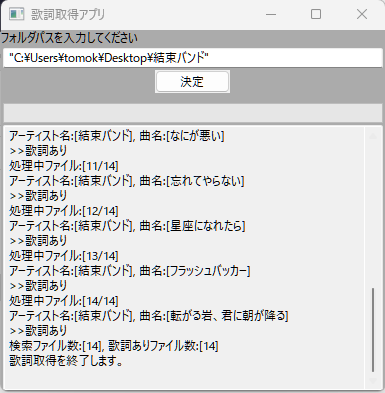 歌詞取得アプリ
フォルダパスを入力してください
"C:¥Users¥tomok¥Desktop¥結束バンド"
決定
アーティスト名:[結束バンド], 曲名:[なにが悪い]
>>歌詞あり
処理中ファイル:[11/14]
アーティスト名:[結束バンド], 曲名:[忘れてやらない]
>>歌詞あり
処理中ファイル:[12/14]
アーティスト名:[結束バンド], 曲名:[星座になれたら]
>>歌詞あり
処理中ファイル:[13/14]
アーティスト名:[結束バンド], 曲名:[フラッシュバッカー]
>>歌詞あり
処理中ファイル:[14/14]
アーティスト名:[結束バンド], 曲名:[転がる岩、君に朝が降る]
>>歌詞あり
検索ファイル数:[14], 歌詞ありファイル数:[14]
歌詞取得を終了します。